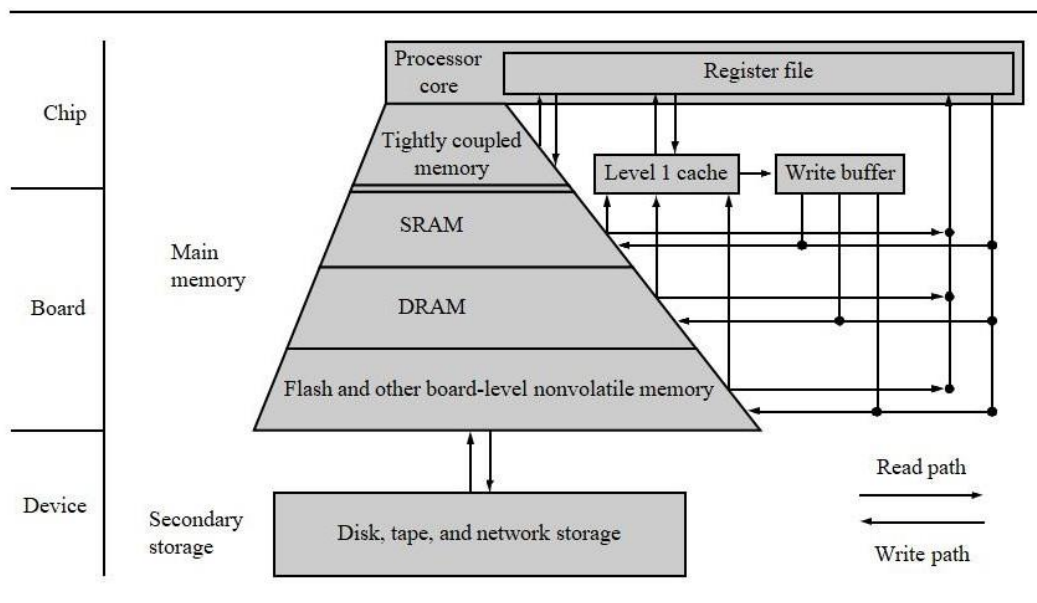 Processor
core
Register file
Chip
Tightly coupled
memory
Level 1 cache
Write buffer
SRAM
Main
memory
Board
DRAM
Flash and other board-level nonvolatile memory
Read path
Device
Secondary
storage
Disk, tape, and network storage
Write path